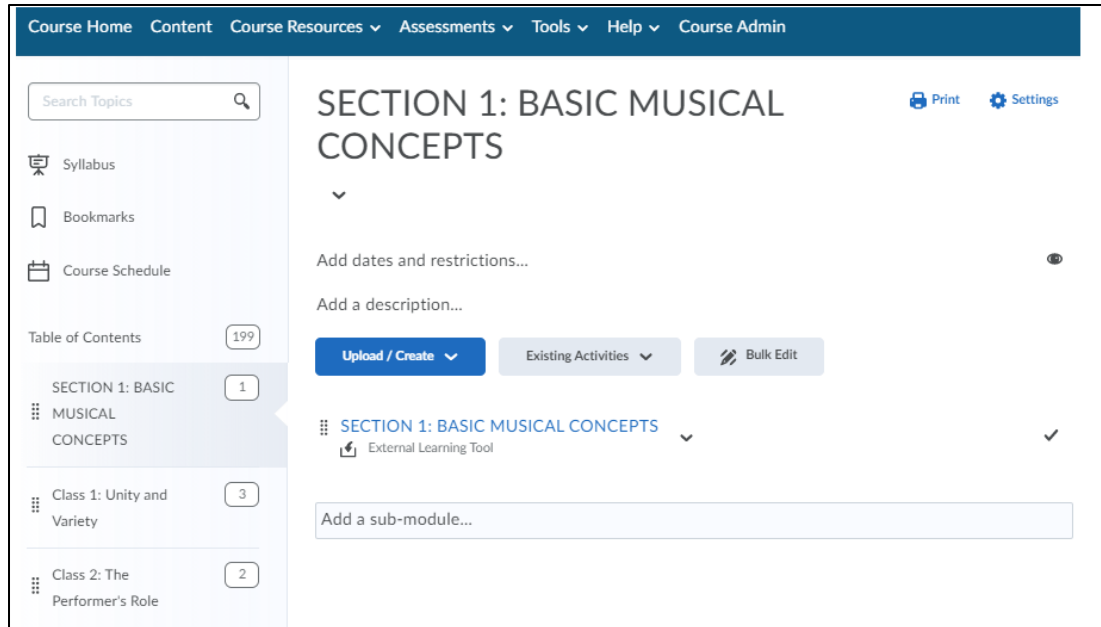 Course Home Content Course Resources Assessments Tools Help Course Admin
Search Topics
Syllabus
Bookmarks
Course Schedule
Table of Contents 199
SECTION 1: BASIC 1
MUSICAL
CONCEPTS
Class 1: Unity and 3
Variety
Class 2: The 2
Performer's Role
SECTION 1: BASIC MUSICAL
CONCEPTS
Print Settings
Add dates and restrictions...
Add a description...
Upload / Create Existing Activities Bulk Edit
SECTION 1: BASIC MUSICAL CONCEPTS
External Learning Tool
Add a sub-module...